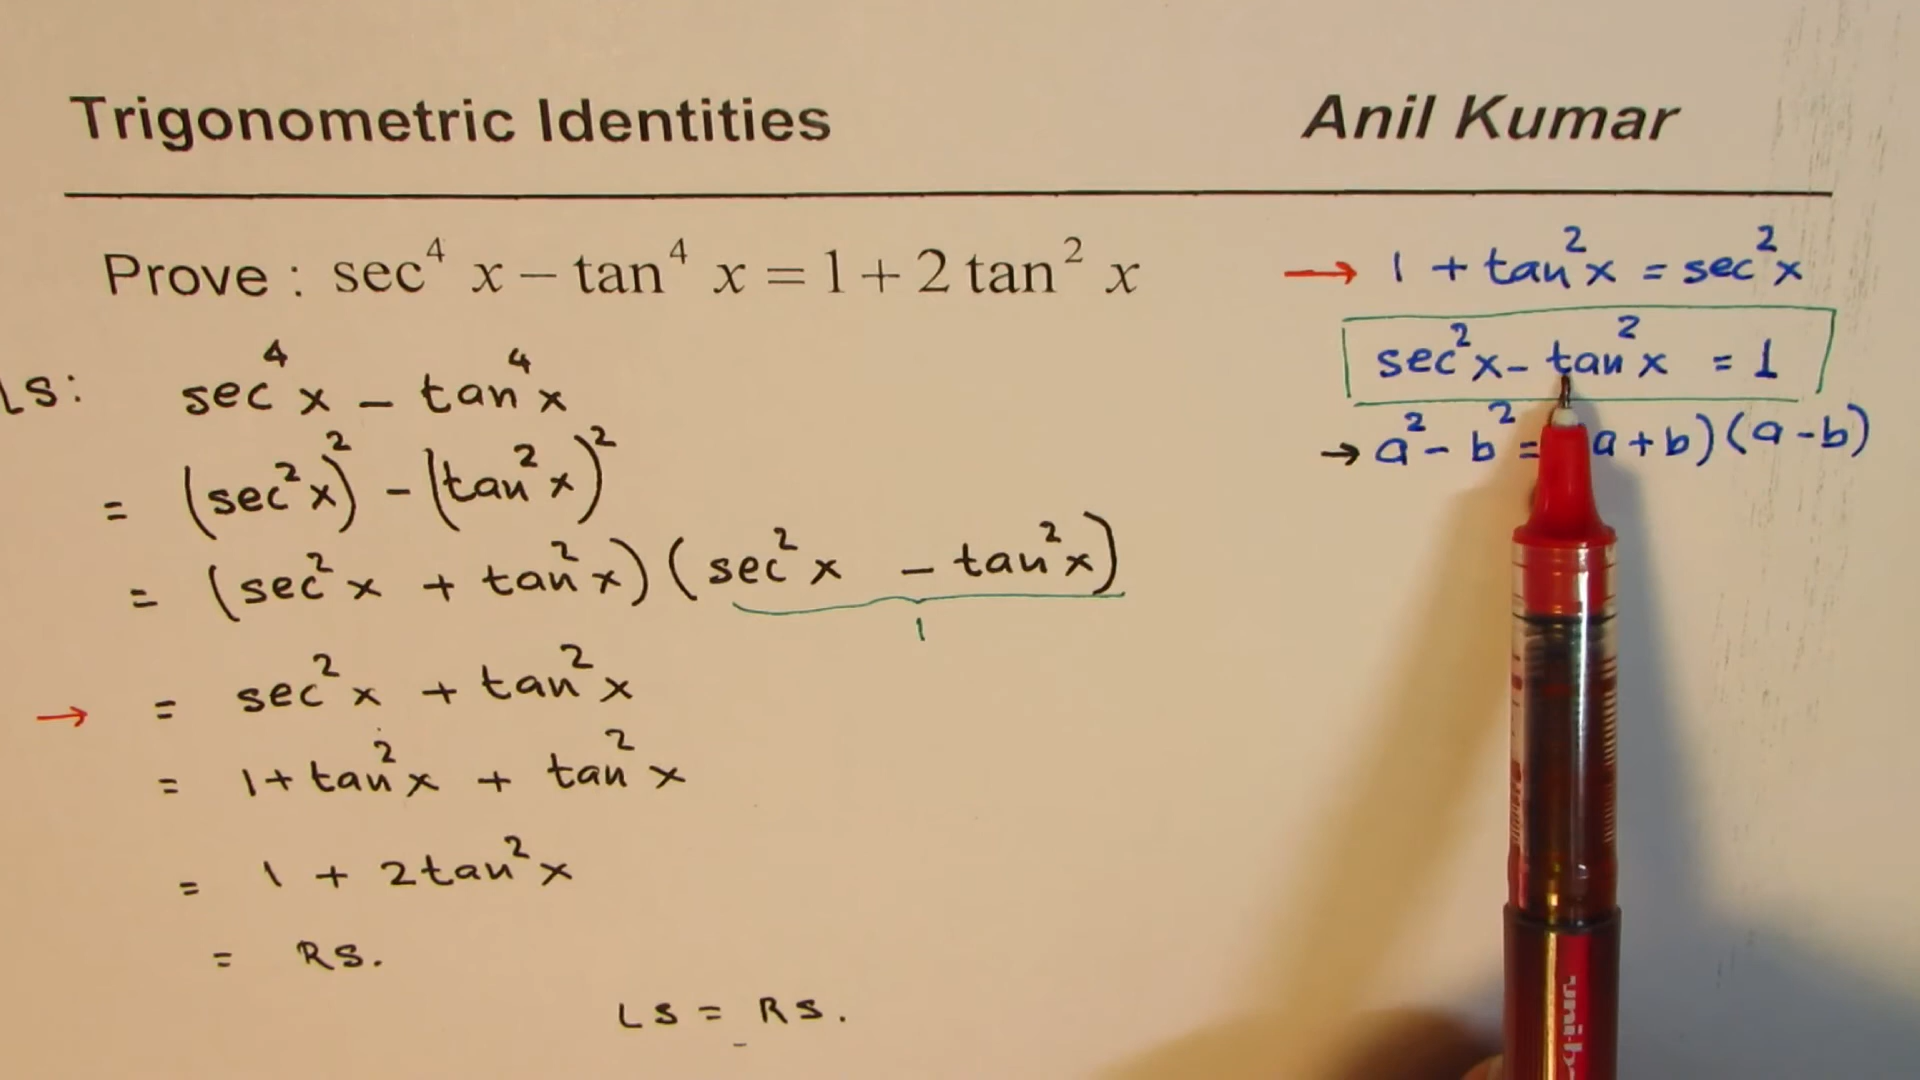 Trigonometric Identities
Anil Kumar
Prove : sec⁴ x − tan⁴ x = 1 + 2 tan² x
→ 1 + tan²x = sec²x
sec²x − tan²x = 1
→ a² − b² = a + b) (a − b)
LS: sec⁴x − tan⁴x
= (sec²x)² − (tan²x)²
= (sec²x + tan²x) (sec²x − tan²x)
1
→ = sec²x + tan²x
= 1 + tan²x + tan²x
= 1 + 2tan²x
= RS.
LS = RS.